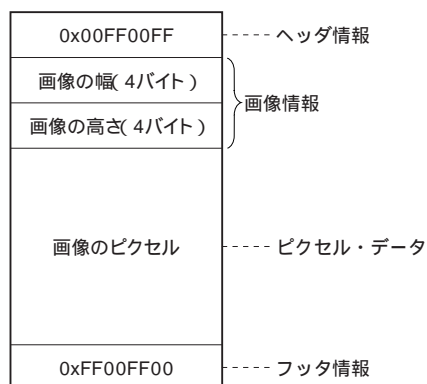 0x00FF00FF ヘッダ情報
画像の幅(4バイト)
画像の高さ(4バイト)
画像情報
画像のピクセル ピクセル・データ
0xFF00FF00 フッタ情報